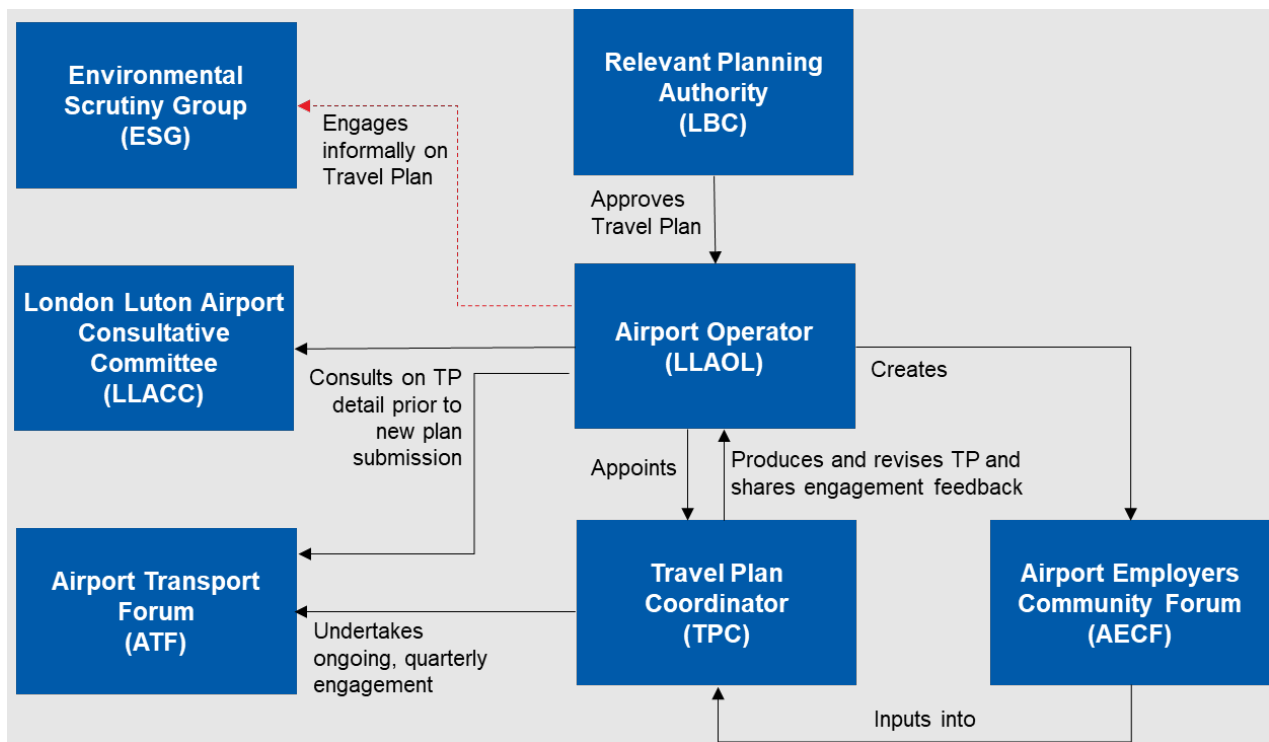 Environmental
Scrutiny Group
(ESG)
Relevant Planning
Authority
(LBC)
Engages
informally on
Travel Plan
Approves
Travel Plan
London Luton Airport
Consultative
Committee
(LLACC)
Airport Operator
(LLAOL)
Creates
Consults on TP
detail prior to
new plan
submission
Appoints
Produces and revises TP and
shares engagement feedback
Airport Transport
Forum
(ATF)
Undertakes
ongoing, quarterly
engagement
Travel Plan
Coordinator
(TPC)
Airport Employers
Community Forum
(AECF)
Inputs into